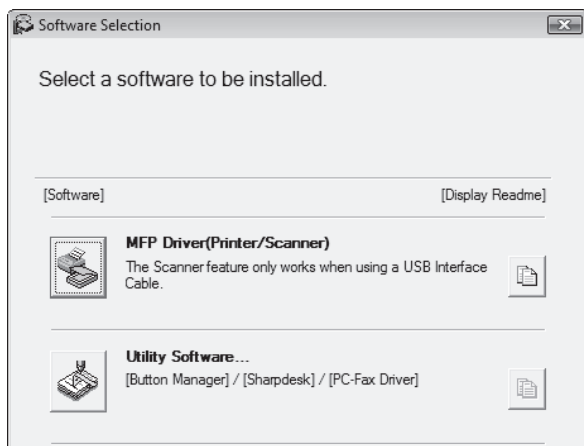 Software Selection
Select a software to be installed.
[Software] [Display Readme]
MFP Driver(Printer/Scanner)
The Scanner feature only works when using a USB Interface
Cable.
Utility Software...
[Button Manager] / [Sharpdesk] / [PC-Fax Driver]